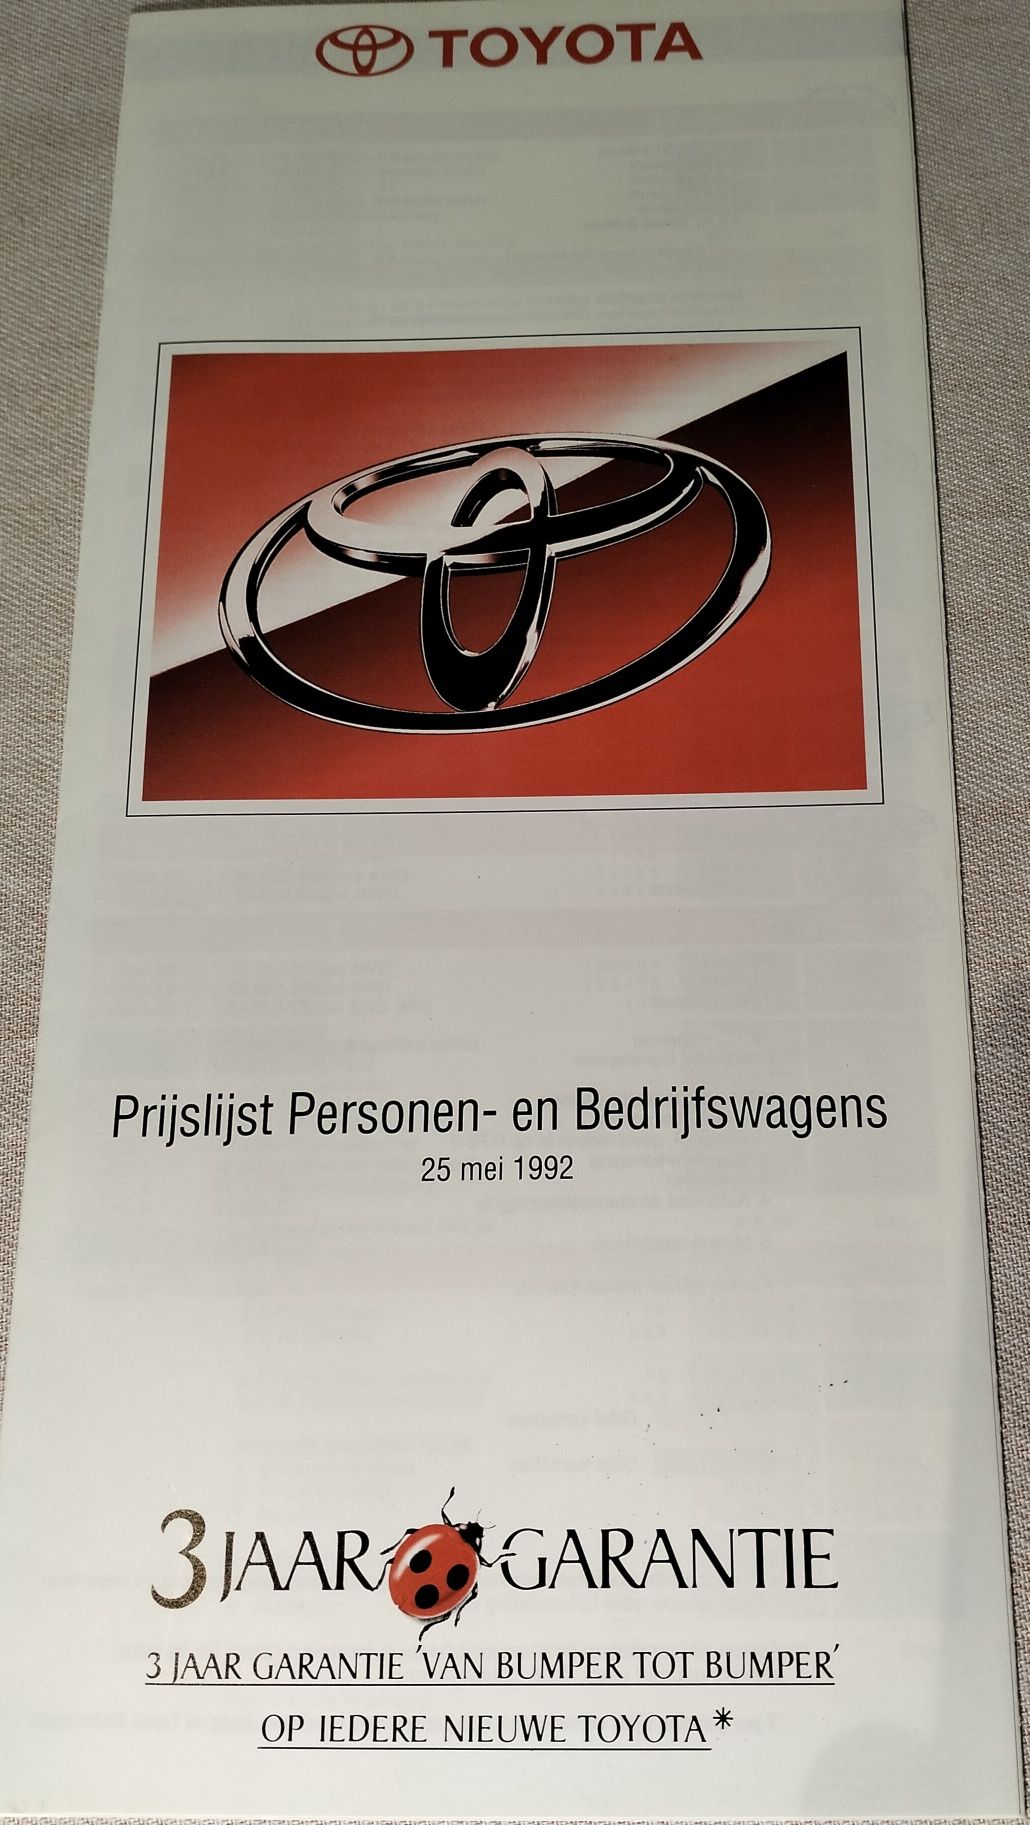 TOYOTA
Prijslijst Personen- en Bedrijfswagens
25 mei 1992
3 JAAR GARANTIE
3 JAAR GARANTIE 'VAN BUMPER TOT BUMPER'
OP IEDERE NIEUWE TOYOTA*